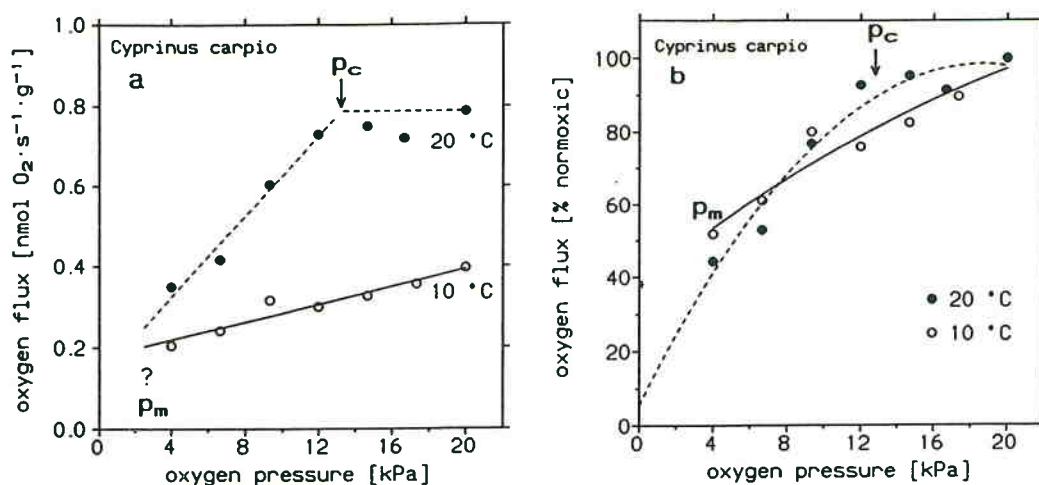 Cyprinus carpio
a
pc
20 °C
10 °C
?
pm
oxygen flux [nmol O₂·s⁻¹·g⁻¹]
1.0
0.8
0.6
0.4
0.2
0.0
0 4 8 12 16 20
oxygen pressure [kPa]
Cyprinus carpio
b
pc
pm
20 °C
10 °C
oxygen flux [% normoxic]
100
80
60
40
20
0
0 4 8 12 16 20
oxygen pressure [kPa]